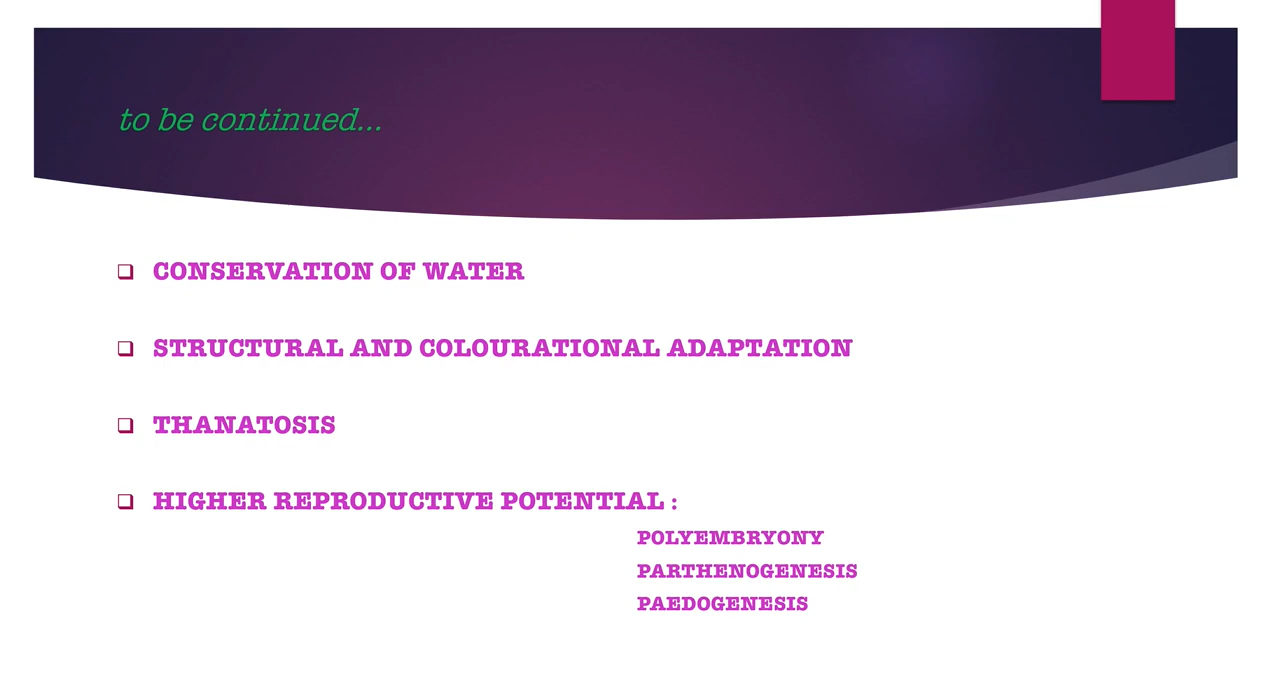 to be continued...
❑ CONSERVATION OF WATER
❑ STRUCTURAL AND COLOURATIONAL ADAPTATION
❑ THANATOSIS
❑ HIGHER REPRODUCTIVE POTENTIAL :
POLYEMBRYONY
PARTHENOGENESIS
PAEDOGENESIS